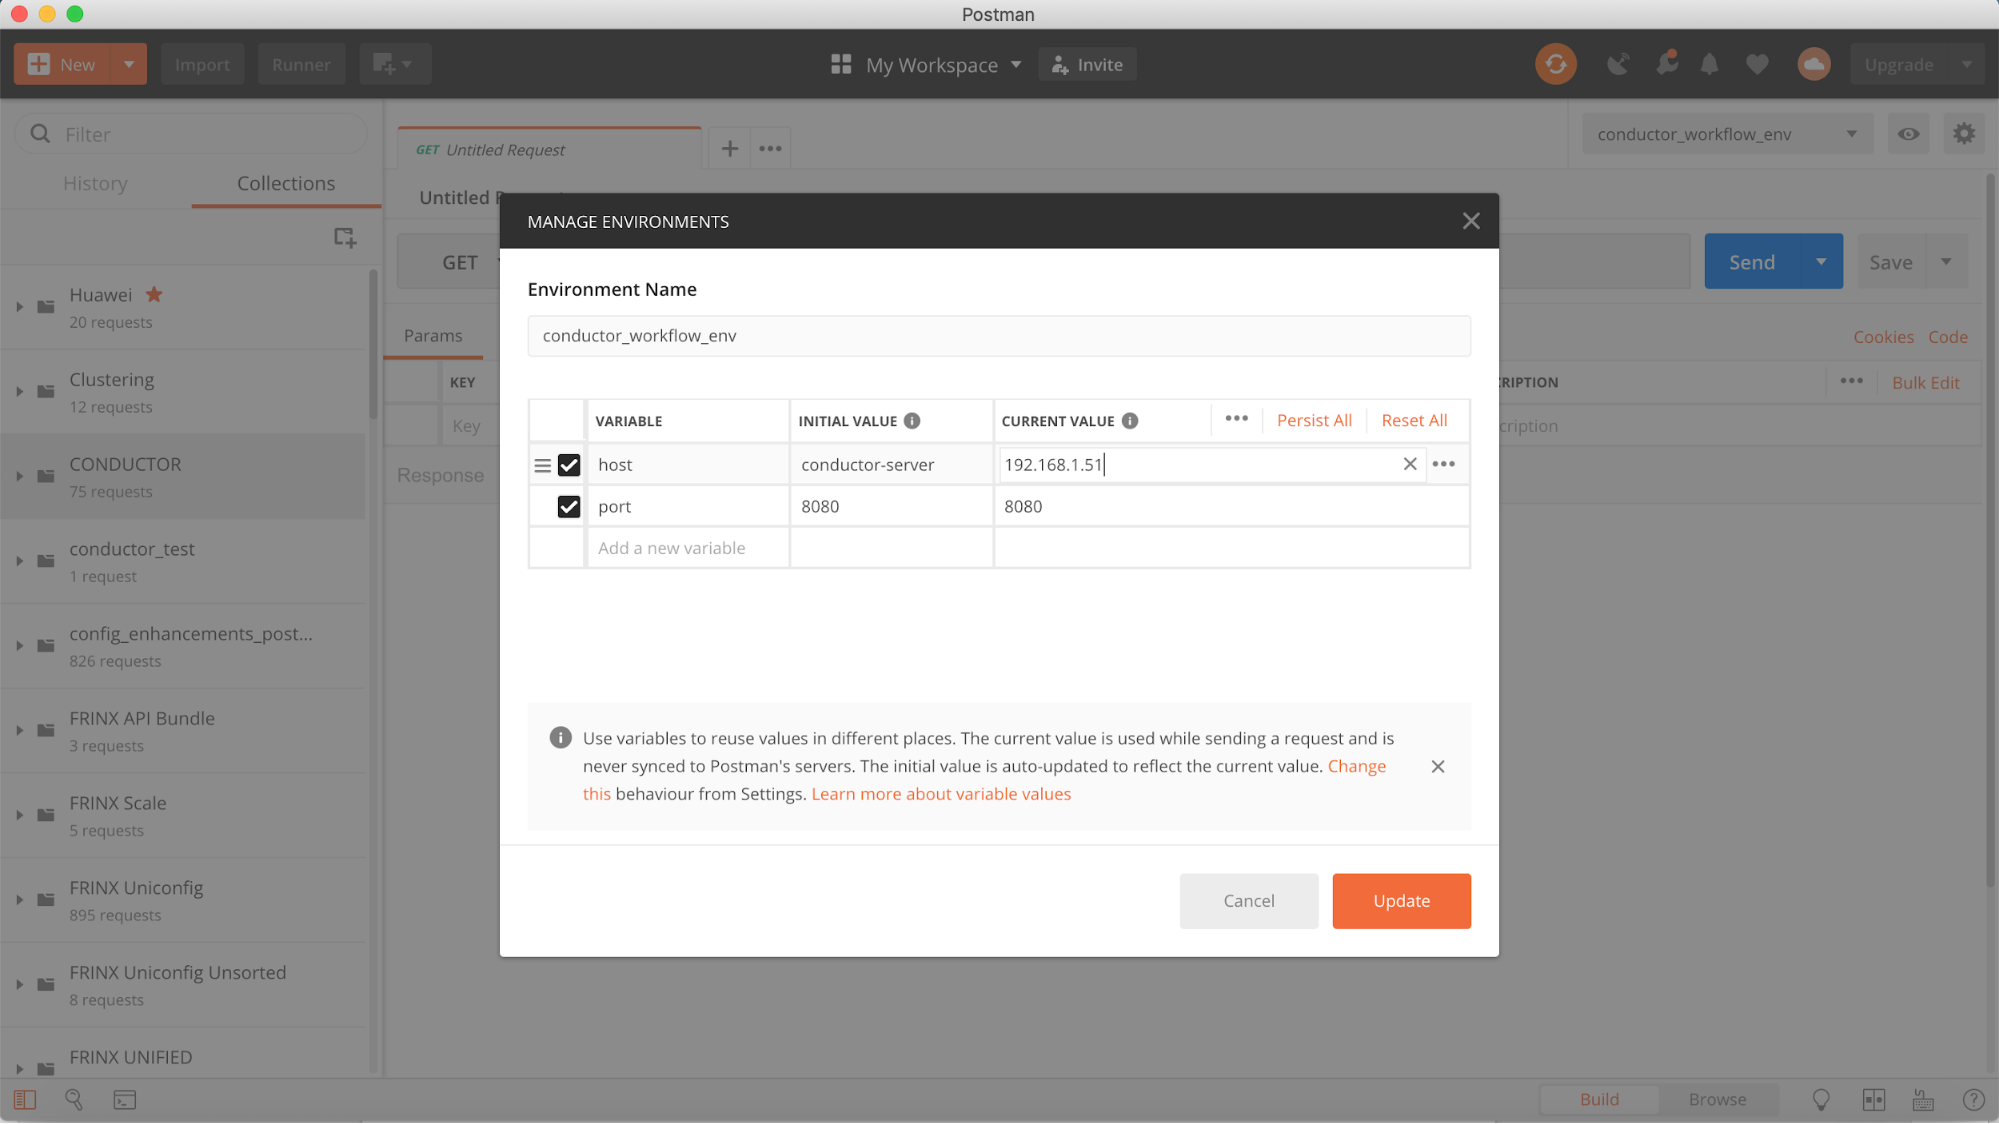 Postman
New
Import
Runner
My Workspace
Invite
Upgrade
Filter
History
Collections
GET Untitled Request
conductor_workflow_env
Untitled
MANAGE ENVIRONMENTS
GET
Send
Save
Huawei
20 requests
Clustering
12 requests
CONDUCTOR
75 requests
conductor_test
1 request
config_enhancements_post...
826 requests
FRINX API Bundle
3 requests
FRINX Scale
5 requests
FRINX Uniconfig
895 requests
FRINX Uniconfig Unsorted
8 requests
FRINX UNIFIED
Params
Cookies Code
KEY
CRIPTION
Bulk Edit
Key
cription
Response
Environment Name
conductor_workflow_env
VARIABLE INITIAL VALUE CURRENT VALUE Persist All Reset All
host conductor-server 192.168.1.51
port 8080 8080
Add a new variable
Use variables to reuse values in different places. The current value is used while sending a request and is
never synced to Postman's servers. The initial value is auto-updated to reflect the current value. Change
this behaviour from Settings. Learn more about variable values
Cancel
Update
Build
Browse